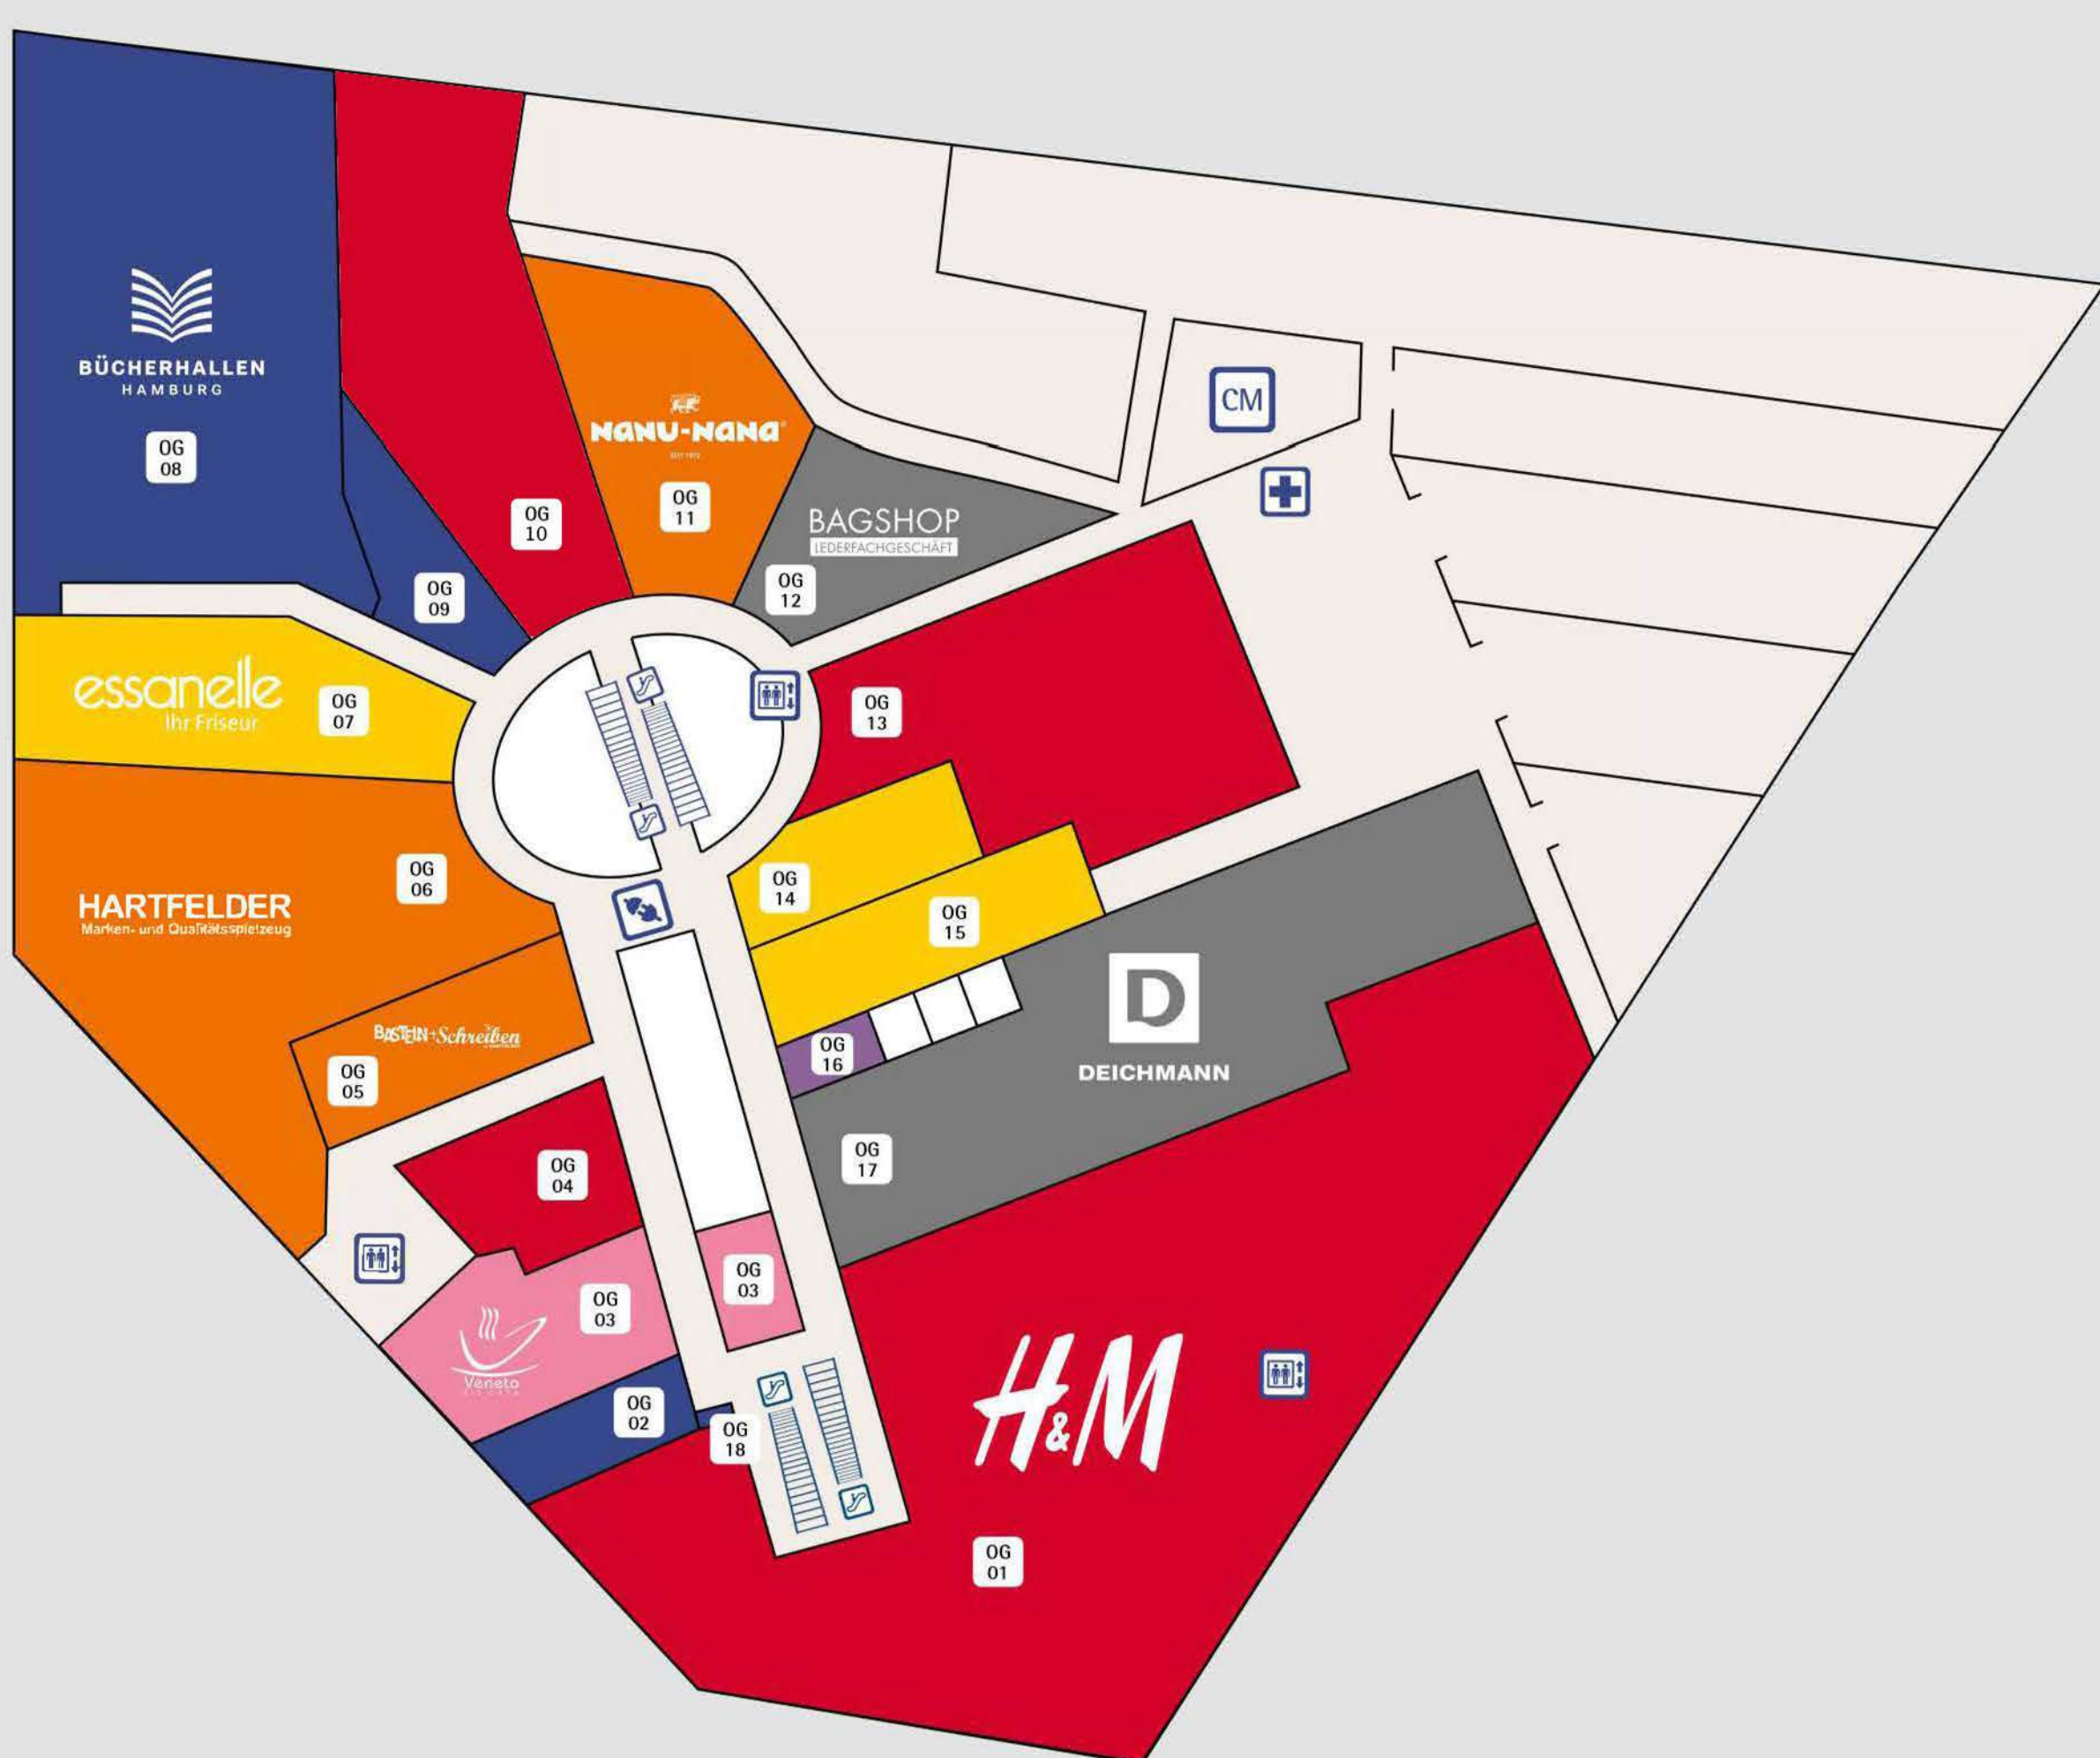 BÜCHERHALLEN
HAMBURG
OG
08
OG
09
OG
10
NANU-NANA
OG
11
BAGSHOP
LEDERFACHGESCHÄFT
OG
12
CM
essanelle
Ihr Friseur
OG
07
OG
13
HARTFELDER
Marken- und Qualitätsspielzeug
OG
06
OG
14
OG
15
BASTELN+Schreiben
OG
05
OG
16
D
DEICHMANN
OG
17
OG
04
OG
03
OG
03
Veneto
OG
02
OG
18
H&M
OG
01